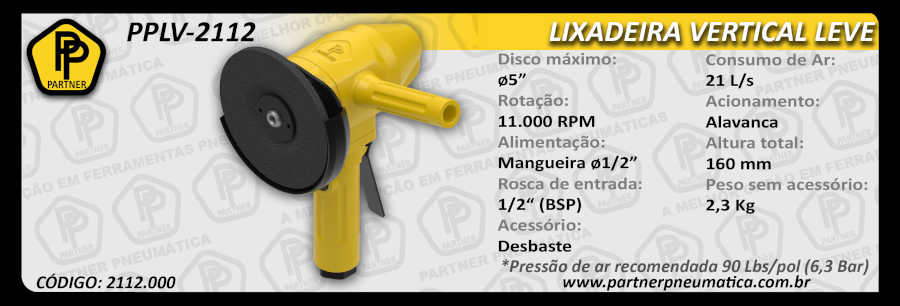 PP
PARTNER
PPLV-2112
LIXADEIRA VERTICAL LEVE
Disco máximo:
ø5”
Rotação:
11.000 RPM
Alimentação:
Mangueira ø1/2”
Rosca de entrada:
1/2“ (BSP)
Acessório:
Desbaste
Consumo de Ar:
21 L/s
Acionamento:
Alavanca
Altura total:
160 mm
Peso sem acessório:
2,3 Kg
*Pressão de ar recomendada 90 Lbs/pol (6,3 Bar)
www.partnerpneumatica.com.br
CÓDIGO: 2112.000